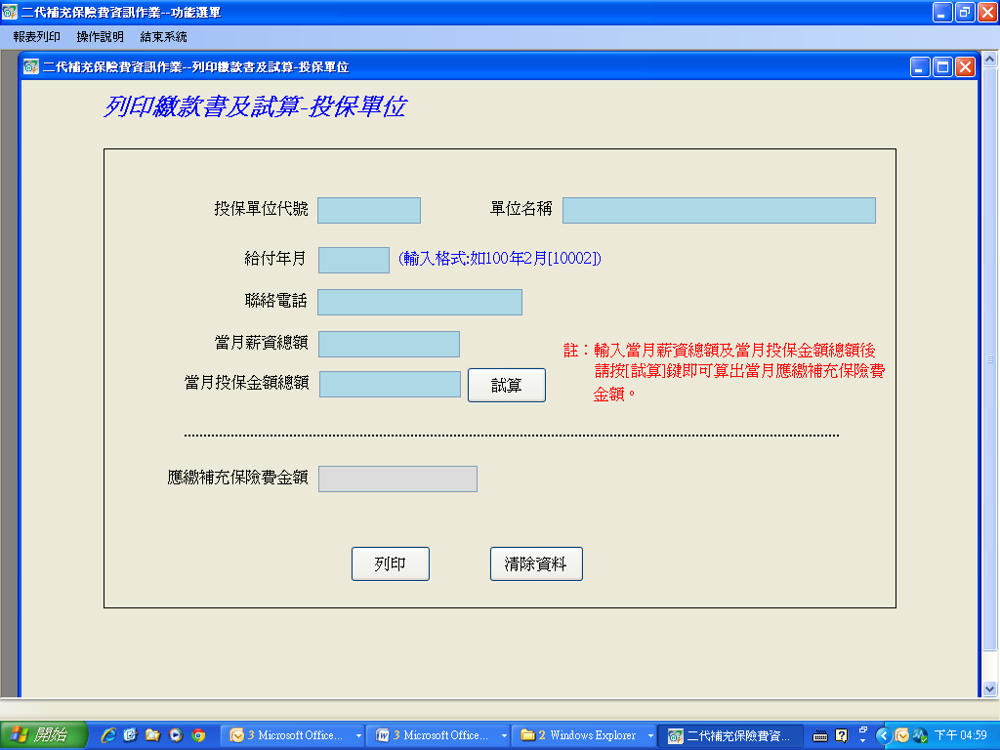 二代補充保險費資訊作業--功能選單
報表列印 操作說明 結束系統
二代補充保險費資訊作業--列印繳款書及試算-投保單位
列印繳款書及試算-投保單位
投保單位代號 單位名稱
給付年月 (輸入格式:如100年2月[10002])
聯絡電話
當月薪資總額
註：輸入當月薪資總額及當月投保金額總額後
請按[試算]鍵即可算出當月應繳補充保險費
金額。
當月投保金額總額 試算
應繳補充保險費金額
列印 清除資料
開始 3 Microsoft Office... 3 Microsoft Office... 2 Windows Explorer 二代補充保險費資... 下午 04:59